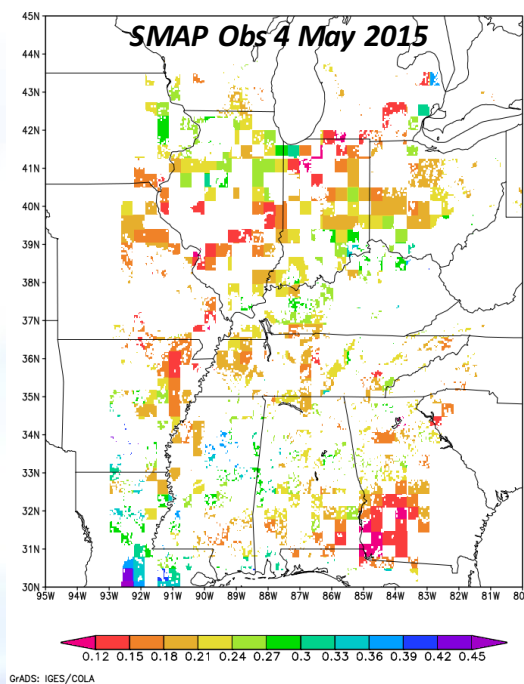 SMAP Obs 4 May 2015
45N
44N
43N
42N
41N
40N
39N
38N
37N
36N
35N
34N
33N
32N
31N
30N
95W 94W 93W 92W 91W 90W 89W 88W 87W 86W 85W 84W 83W 82W 81W 80
0.12 0.15 0.18 0.21 0.24 0.27 0.3 0.33 0.36 0.39 0.42 0.45
GrADS: IGES/COLA